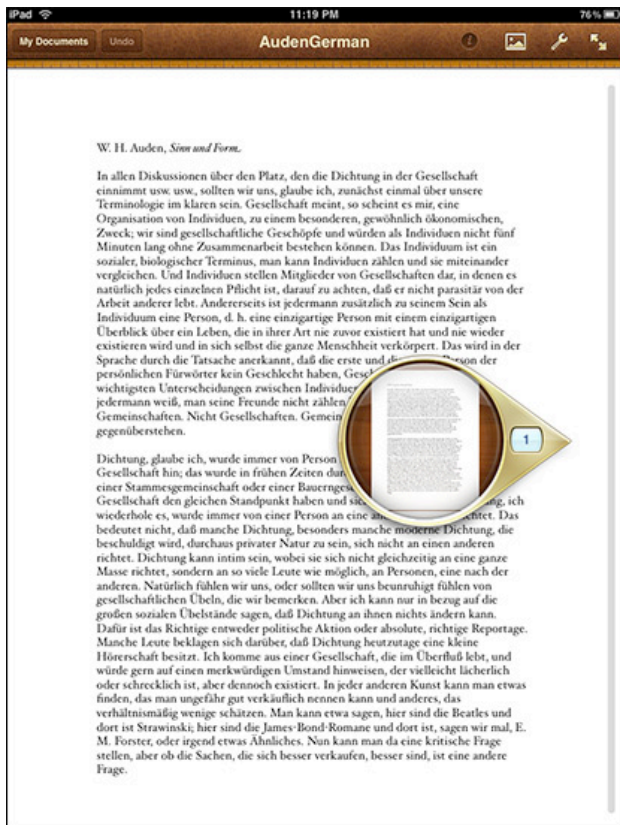 iPad 11:19 PM 76%
My Documents Undo AudenGerman
W. H. Auden, Sinn und Form.
In allen Diskussionen über den Platz, den die Dichtung in der Gesellschaft
einnimmt usw. usw., sollten wir uns, glaube ich, zunächst einmal über unsere
Terminologie im klaren sein. Gesellschaft meint, so scheint es mir, eine
Organisation von Individuen, zu einem besonderen, gewöhnlich ökonomischen,
Zweck; wir sind gesellschaftliche Geschöpfe und würden als Individuen nicht fünf
Minuten lang ohne Zusammenarbeit bestehen können. Das Individuum ist ein
sozialer, biologischer Terminus, man kann Individuen zählen und sie miteinander
vergleichen. Und Individuen stellen Mitglieder von Gesellschaften dar, in denen es
natürlich jedes einzelnen Pflicht ist, darauf zu achten, daß er nicht parasitär von der
Arbeit anderer lebt. Andererseits ist jedermann zusätzlich zu seinem Sein als
Individuum eine Person, d. h. eine einzigartige Person mit einem einzigartigen
Überblick über ein Leben, die in ihrer Art nie zuvor existiert hat und nie wieder
existieren wird und in sich selbst die ganze Menschheit verkörpert. Das wird in der
Sprache durch die Tatsache anerkannt, daß die erste und Person der
persönlichen Fürwörter kein Geschlecht haben,
wichtigsten Unterscheidungen zwischen
jedermann weiß, man seine Freunde nicht zählen
Gemeinschaften. Nicht Gesellschaften.
gegenüberstehen.
Dichtung, glaube ich, wurde immer von Person
Gesellschaft hin; das wurde in frühen Zeiten
einer Stammesgemeinschaft oder einer
Gesellschaft den gleichen Standpunkt haben und ich
wiederhole es, wurde immer von einer Person an eine Das
bedeutet nicht, daß manche Dichtung, besonders manche moderne Dichtung, die
beschuldigt wird, durchaus privater Natur zu sein, sich nicht an einen anderen
richtet. Dichtung kann intim sein, wobei sie sich nicht gleichzeitig an eine ganze
Masse richtet, sondern an so viele Leute wie möglich, an Personen, eine nach der
anderen. Natürlich fühlen wir uns, oder sollten wir uns beunruhigt fühlen von
gesellschaftlichen Übeln, die wir bemerken. Aber ich kann nur in bezug auf die
großen sozialen Übelstände sagen, daß Dichtung an ihnen nichts ändern kann.
Dafür ist das Richtige entweder politische Aktion oder absolute, richtige Reportage.
Manche Leute beklagen sich darüber, daß Dichtung heutzutage eine kleine
Hörerschaft besitzt. Ich komme aus einer Gesellschaft, die im Überfluß lebt, und
würde gern auf einen merkwürdigen Umstand hinweisen, der vielleicht lächerlich
oder schrecklich ist, aber dennoch existiert. In jeder anderen Kunst kann man etwas
finden, das man ungefähr gut verkäuflich nennen kann und anderes, das
verhältnismäßig wenige schätzen. Man kann etwa sagen, hier sind die Beatles und
dort ist Strawinski; hier sind die James-Bond-Romane und dort ist, sagen wir mal, E.
M. Forster, oder irgend etwas Ähnliches. Nun kann man da eine kritische Frage
stellen, aber ob die Sachen, die sich besser verkaufen, besser sind, ist eine andere
Frage.
1